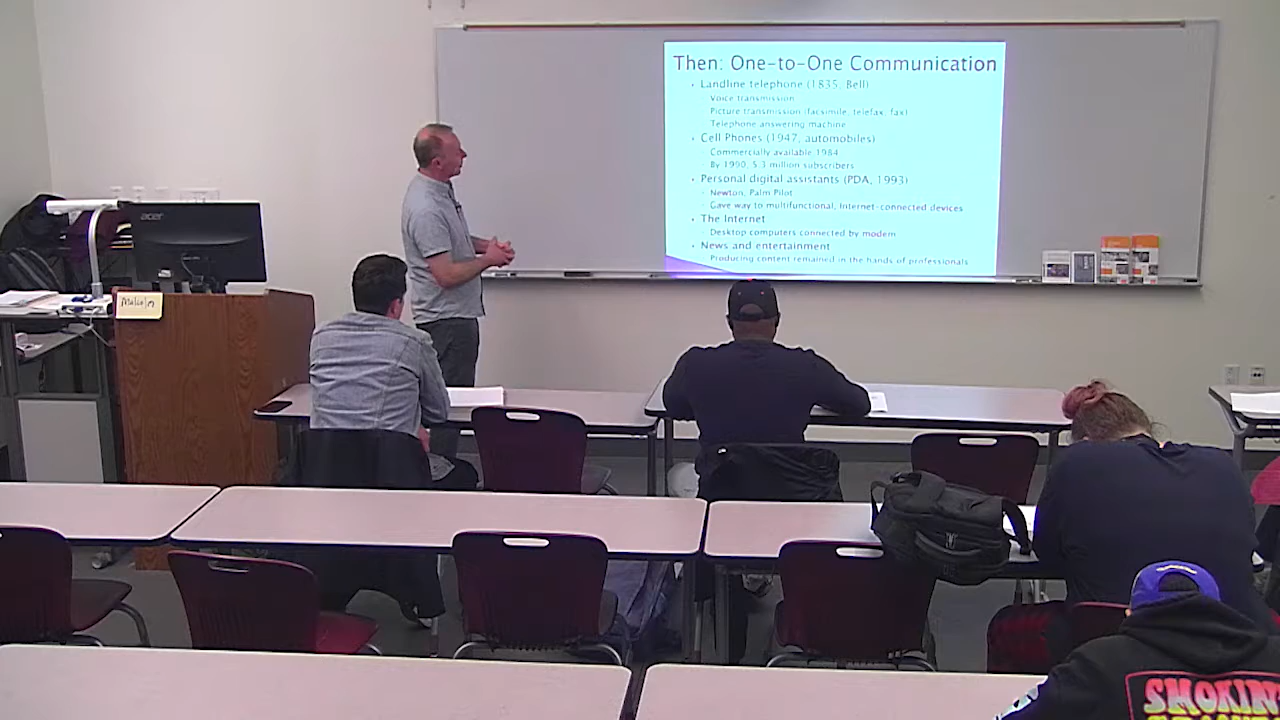 Then: One-to-One Communication
Landline telephone (1835, Bell)
Voice transmission
Picture transmission (facsimile, telefax, fax)
Telephone answering machine
Cell Phones (1947, automobiles)
Commercially available 1984
By 1990, 5.3 million subscribers
Personal digital assistants (PDA, 1993)
Newton, Palm Pilot
Gave way to multifunctional, Internet-connected devices
The Internet
Desktop computers connected by modem
News and entertainment
Producing content remained in the hands of professionals
acer
Malcolm
SMOKIN